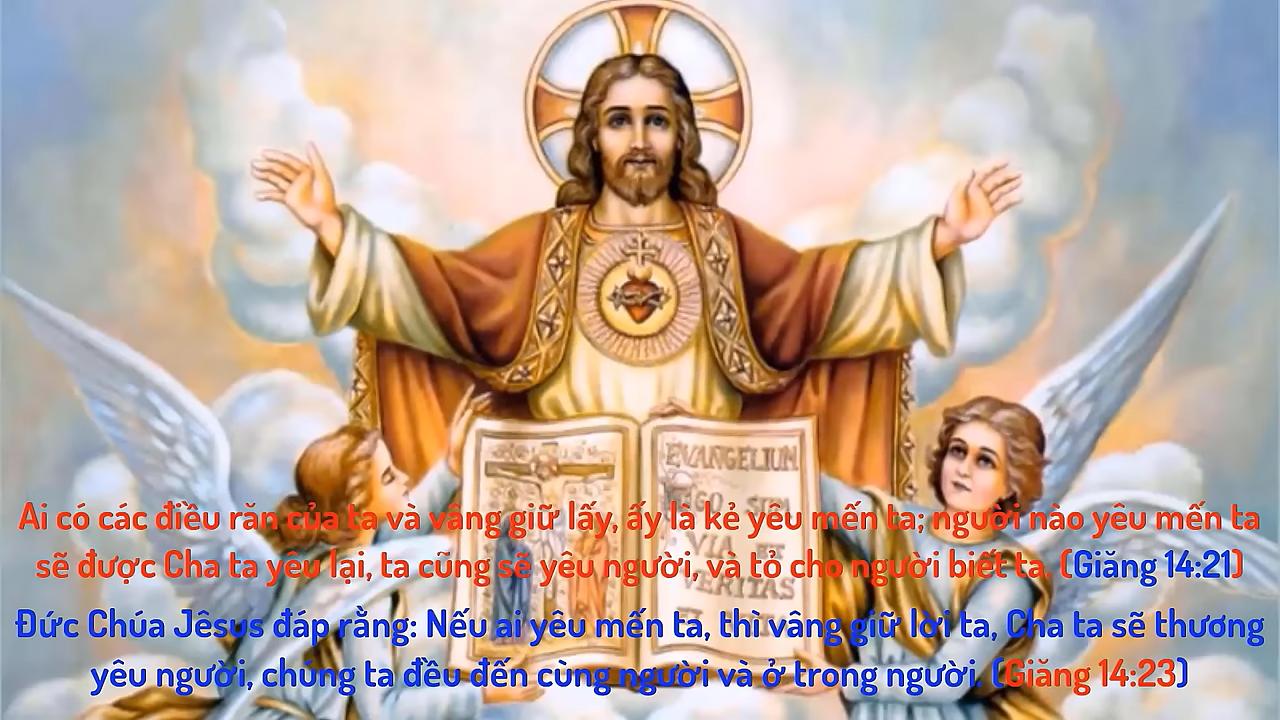 EVANGELIUM
EGO SUM
VIA ET
VERITAS
Ai có các điều răn của ta và vâng giữ lấy, ấy là kẻ yêu mến ta; người nào yêu mến ta
sẽ được Cha ta yêu lại, ta cũng sẽ yêu người, và tỏ cho người biết ta. (Giăng 14:21)
Đức Chúa Jêsus đáp rằng: Nếu ai yêu mến ta, thì vâng giữ lời ta, Cha ta sẽ thương
yêu người, chúng ta đều đến cùng người và ở trong người. (Giăng 14:23)